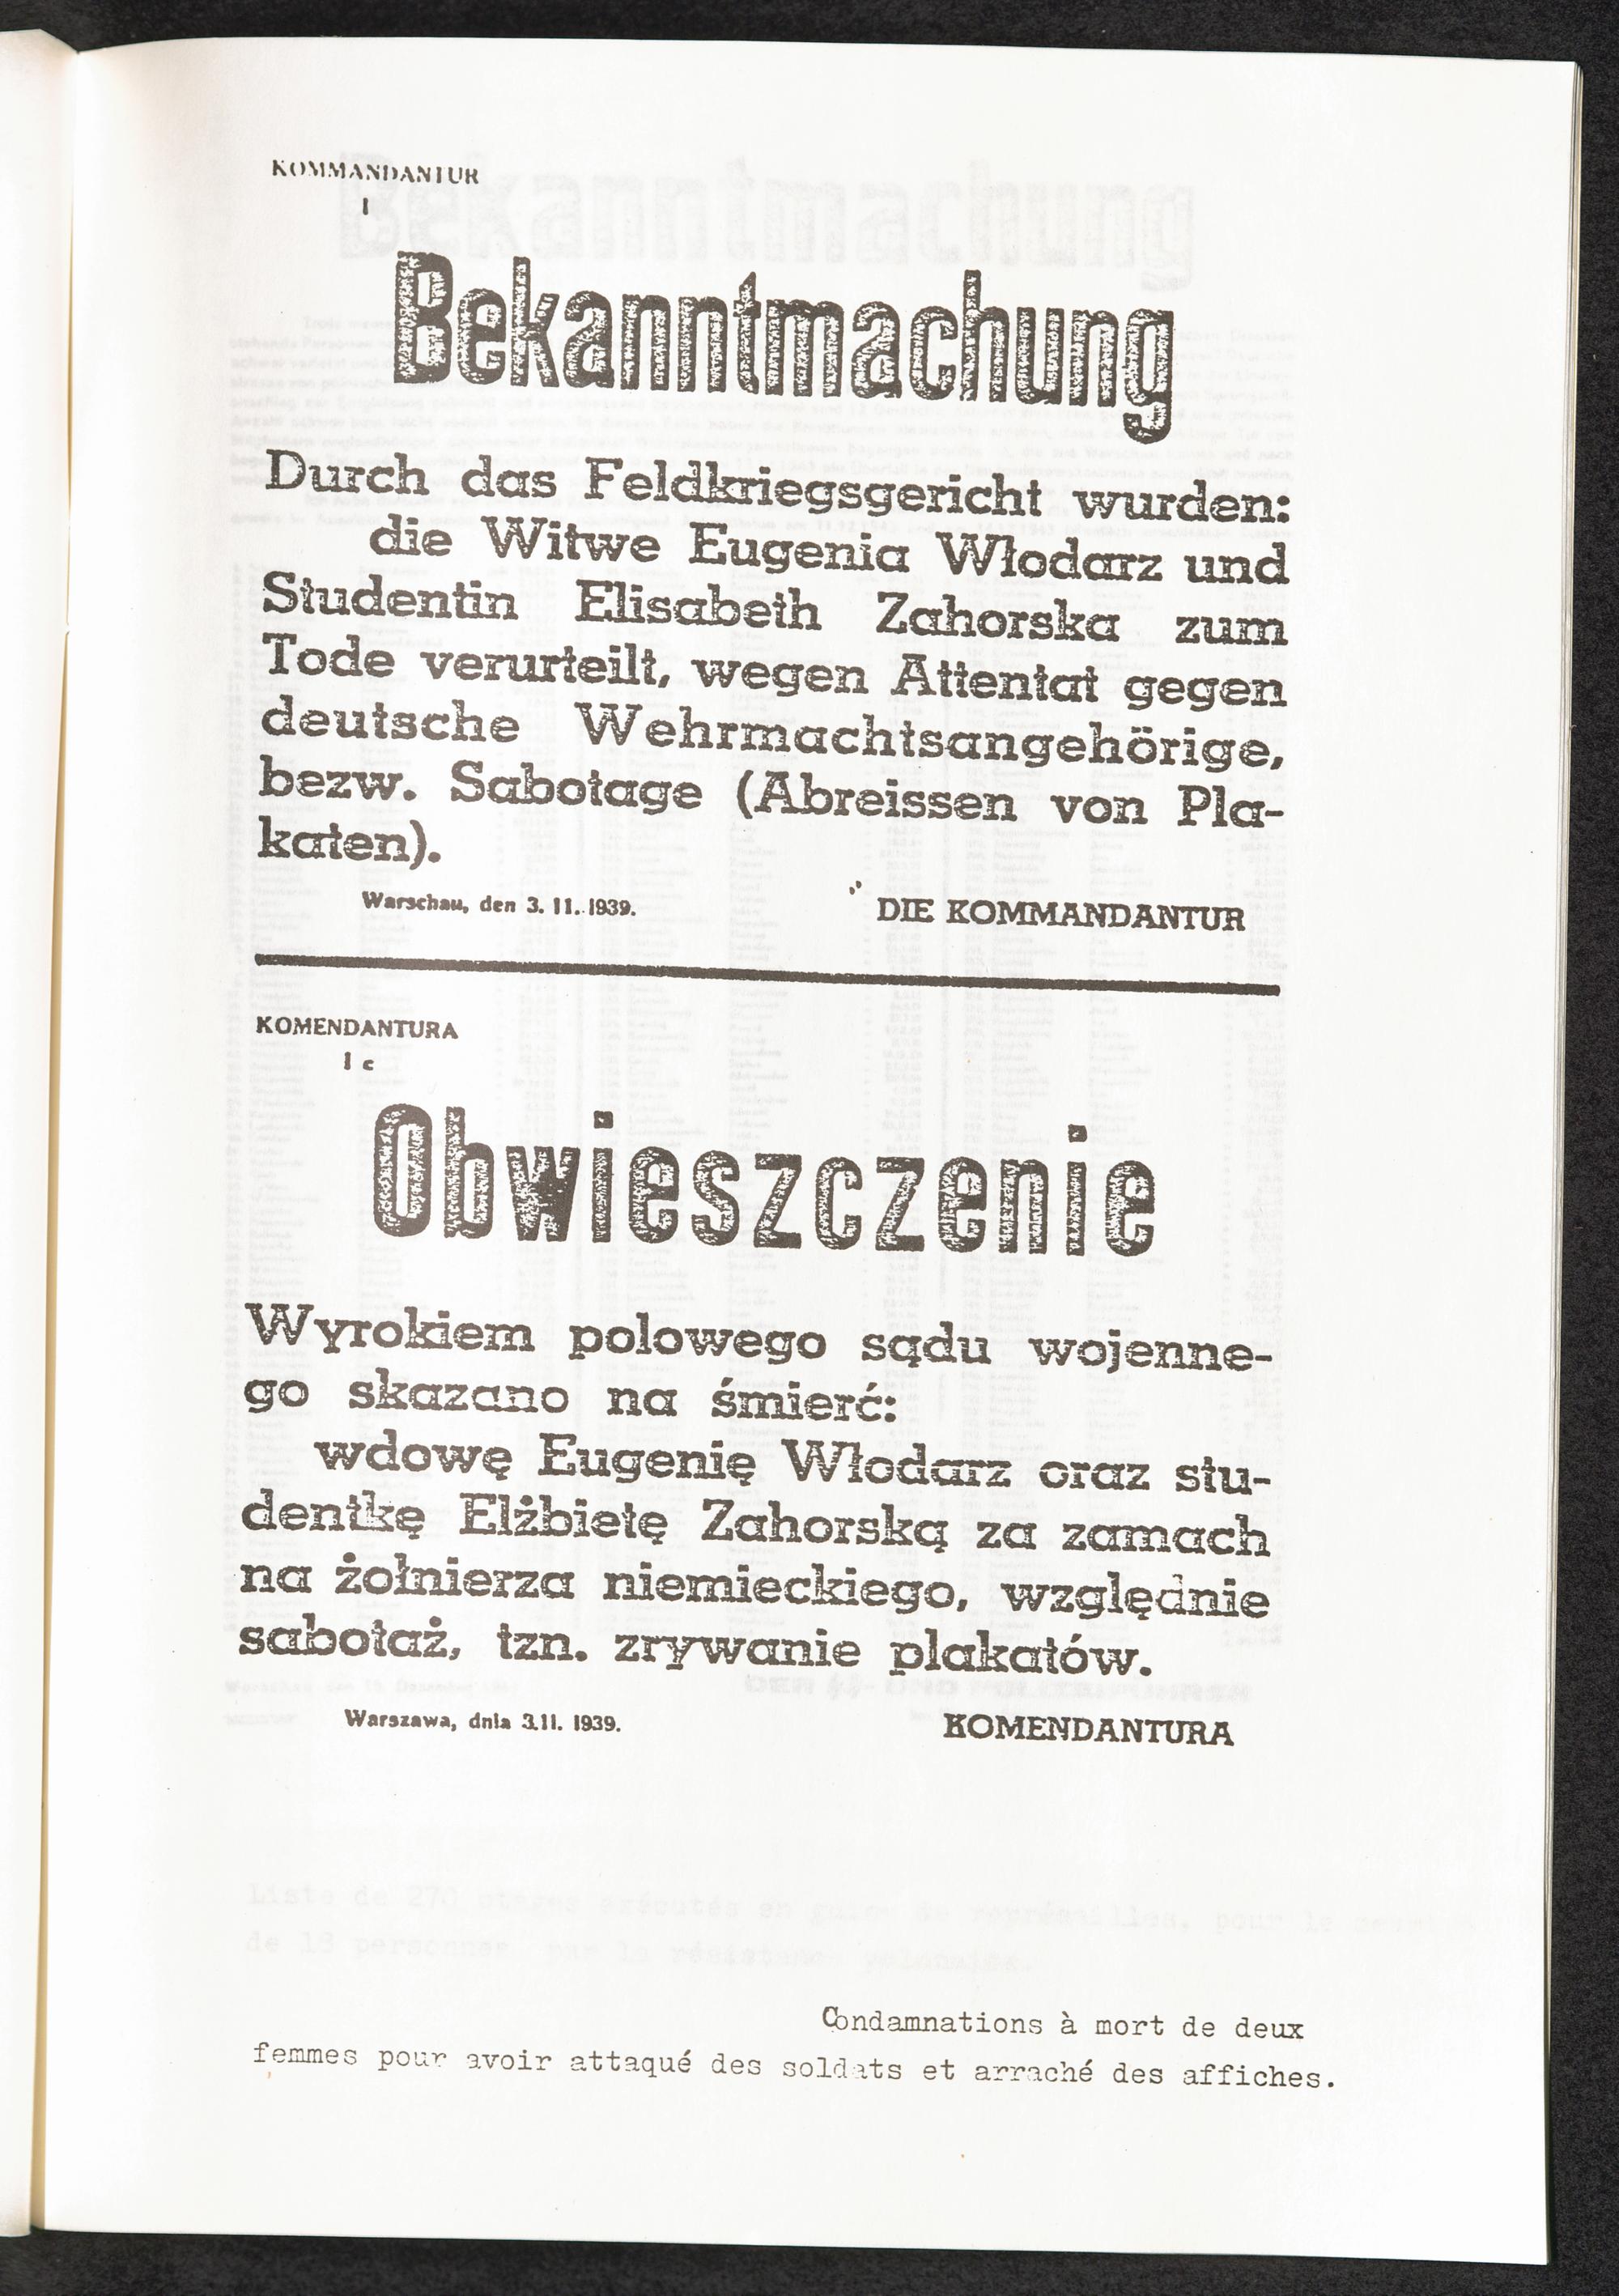 KOMMANDANTUR
I
Bekanntmachung
Durch das Feldkriegsgericht wurden:
die Witwe Eugenia Włodarz und
Studentin Elisabeth Zahorska zum
Tode verurteilt, wegen Attentat gegen
deutsche Wehrmachtsangehörige,
bezw. Sabotage (Abreissen von Pla-
katen).
Warschau, den 3. 11. 1939.
DIE KOMMANDANTUR
KOMENDANTURA
I c
Obwieszczenie
Wyrokiem polowego sądu wojenne-
go skazano na śmierć:
wdowę Eugenię Włodarz oraz stu-
dentkę Elżbietę Zahorską za zamach
na żołnierza niemieckiego, względnie
sabotaż, tzn. zrywanie plakatów.
Warszawa, dnia 3.11. 1939.
KOMENDANTURA
Condamnations à mort de deux
femmes pour avoir attaqué des soldats et arraché des affiches.